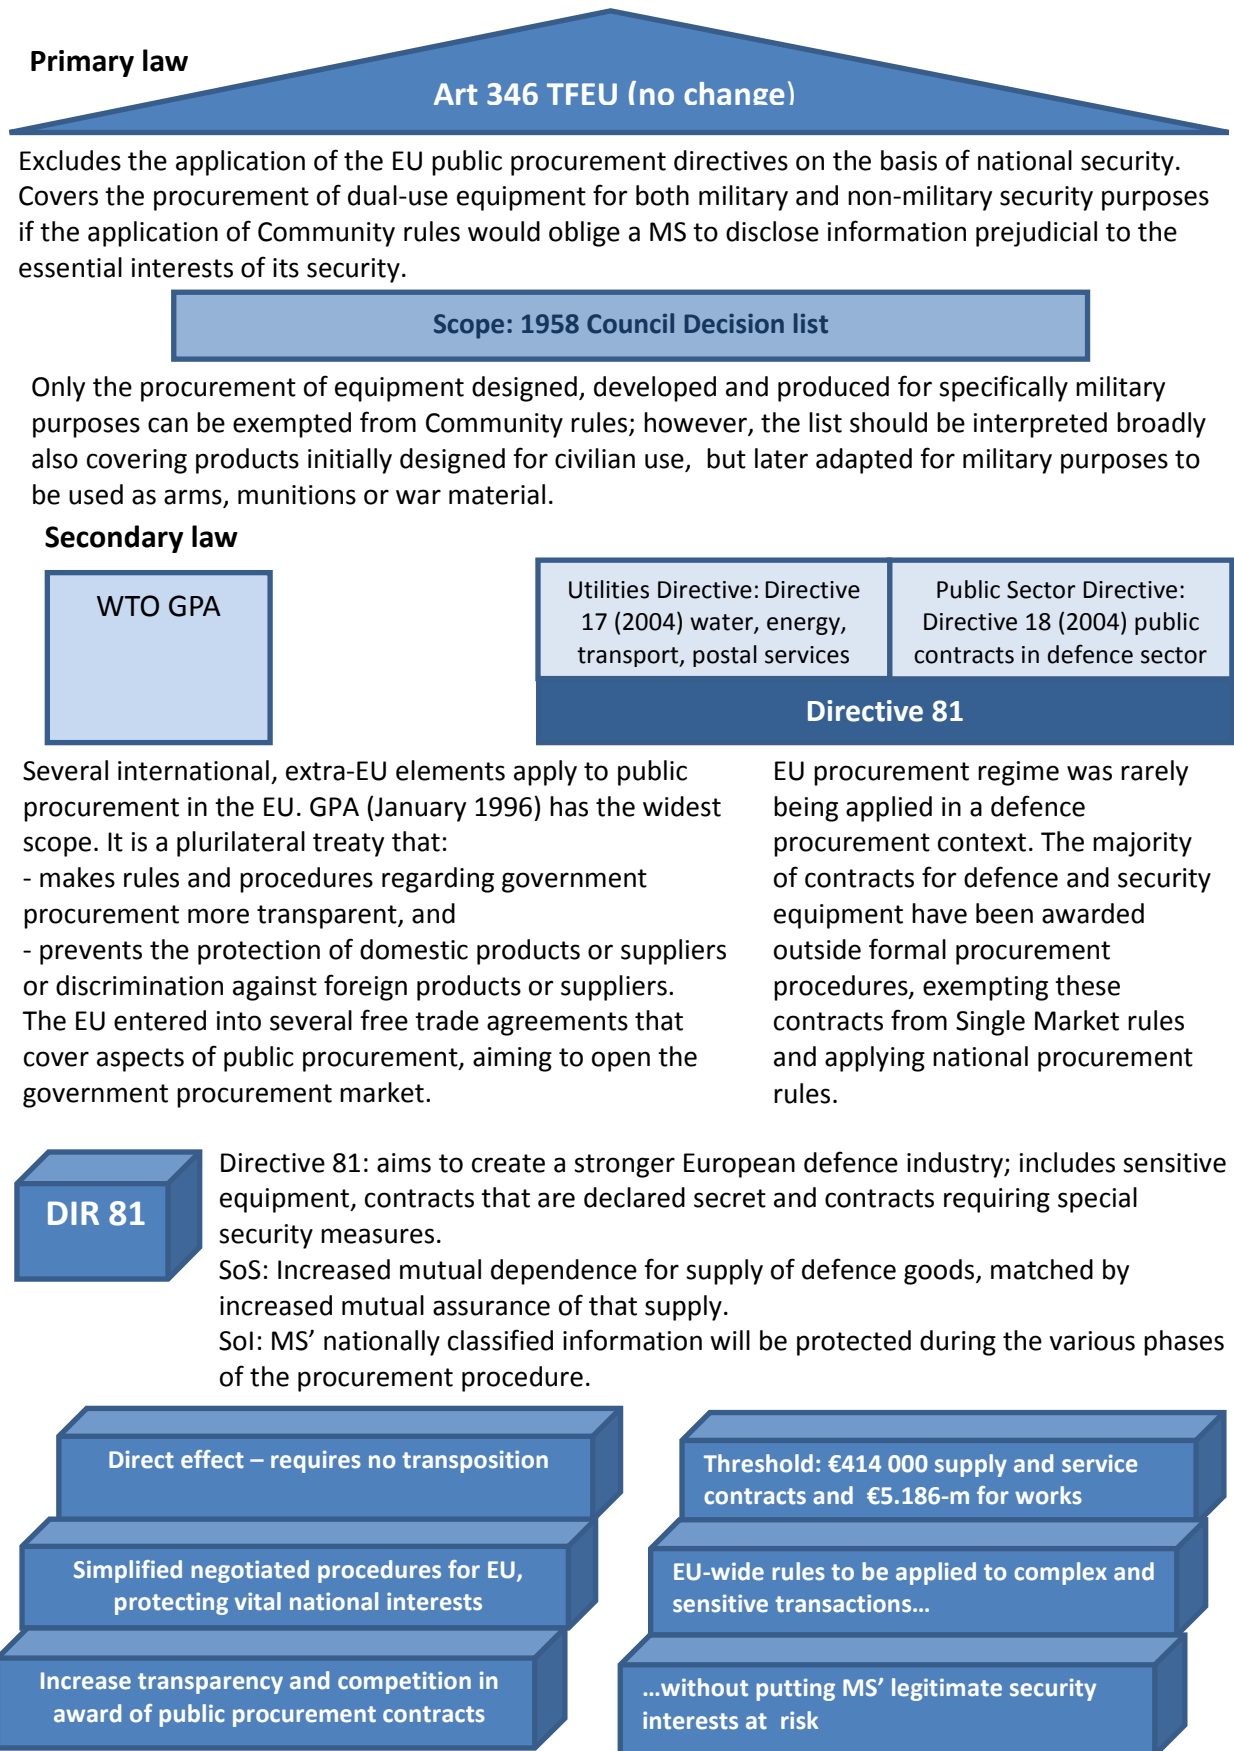 Primary law
Art 346 TFEU (no change)
Excludes the application of the EU public procurement directives on the basis of national security.
Covers the procurement of dual-use equipment for both military and non-military security purposes
if the application of Community rules would oblige a MS to disclose information prejudicial to the
essential interests of its security.
Scope: 1958 Council Decision list
Only the procurement of equipment designed, developed and produced for specifically military
purposes can be exempted from Community rules; however, the list should be interpreted broadly
also covering products initially designed for civilian use,  but later adapted for military purposes to
be used as arms, munitions or war material.
Secondary law
WTO GPA
Utilities Directive: Directive
17 (2004) water, energy,
transport, postal services
Public Sector Directive:
Directive 18 (2004) public
contracts in defence sector
Directive 81
Several international, extra-EU elements apply to public
procurement in the EU. GPA (January 1996) has the widest
scope. It is a plurilateral treaty that:
- makes rules and procedures regarding government
procurement more transparent, and
- prevents the protection of domestic products or suppliers
or discrimination against foreign products or suppliers.
The EU entered into several free trade agreements that
cover aspects of public procurement, aiming to open the
government procurement market.
EU procurement regime was rarely
being applied in a defence
procurement context. The majority
of contracts for defence and security
equipment have been awarded
outside formal procurement
procedures, exempting these
contracts from Single Market rules
and applying national procurement
rules.
DIR 81
Directive 81: aims to create a stronger European defence industry; includes sensitive
equipment, contracts that are declared secret and contracts requiring special
security measures.
SoS: Increased mutual dependence for supply of defence goods, matched by
increased mutual assurance of that supply.
SoI: MS’ nationally classified information will be protected during the various phases
of the procurement procedure.
Direct effect – requires no transposition
Simplified negotiated procedures for EU,
protecting vital national interests
Increase transparency and competition in
award of public procurement contracts
Threshold: €414 000 supply and service
contracts and  €5.186-m for works
EU-wide rules to be applied to complex and
sensitive transactions…
…without putting MS’ legitimate security
interests at  risk